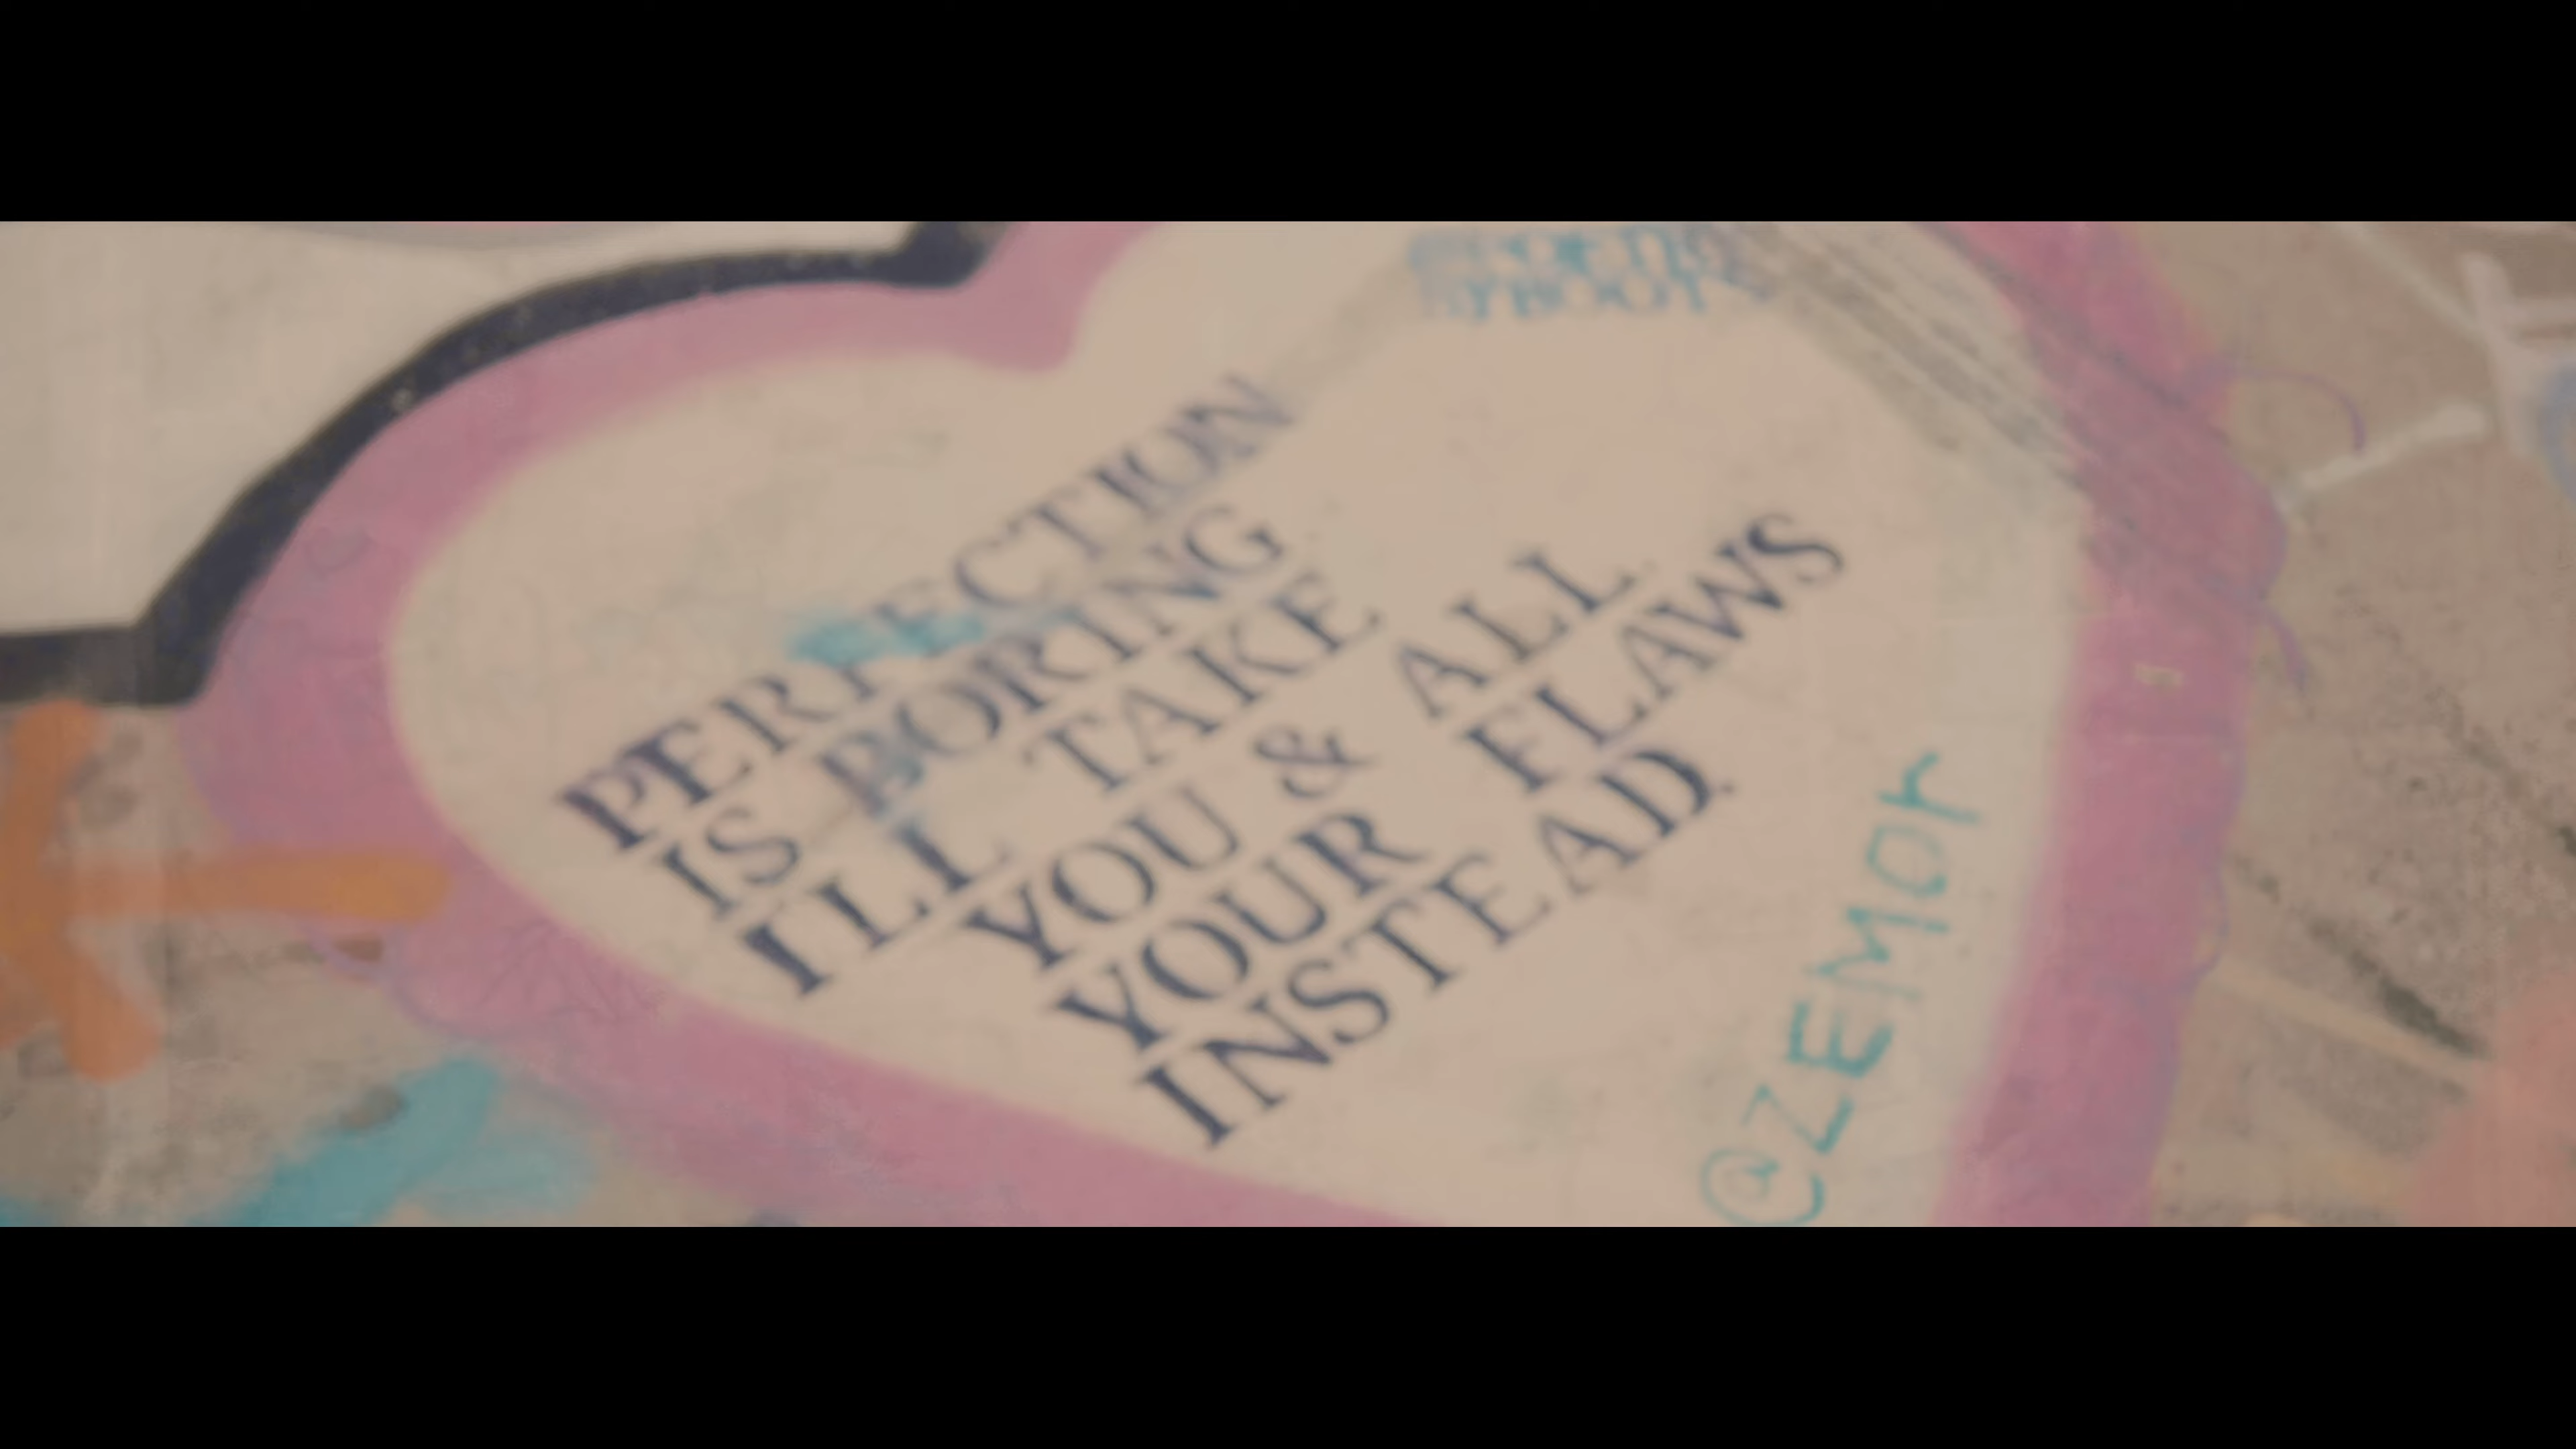 PERFECTION
IS BORING
I'LL TAKE
YOU & ALL
YOUR FLAWS
INSTEAD.
@ZEMOr